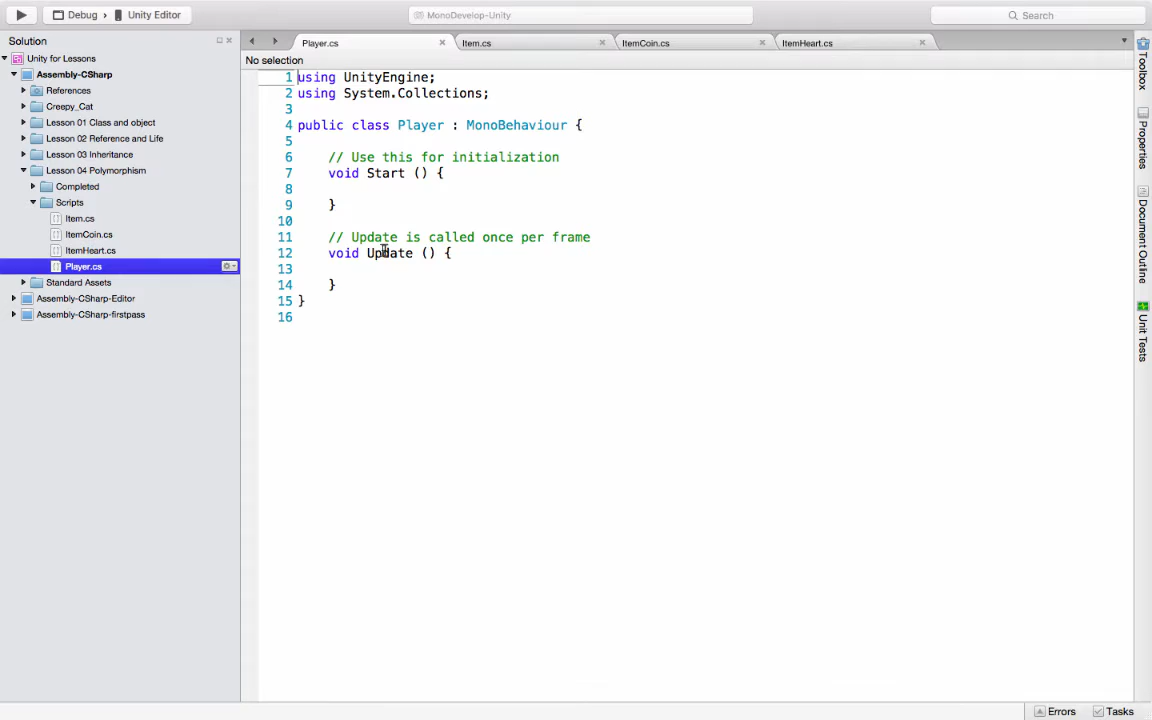 Debug › Unity Editor
MonoDevelop-Unity
Search
Solution
Unity for Lessons
Assembly-CSharp
References
Creepy_Cat
Lesson 01 Class and object
Lesson 02 Reference and Life
Lesson 03 Inheritance
Lesson 04 Polymorphism
Completed
Scripts
Item.cs
ItemCoin.cs
ItemHeart.cs
Player.cs
Standard Assets
Assembly-CSharp-Editor
Assembly-CSharp-firstpass
Player.cs
Item.cs
ItemCoin.cs
ItemHeart.cs
No selection
1 using UnityEngine;
2 using System.Collections;
3
4 public class Player : MonoBehaviour {
5
6 // Use this for initialization
7 void Start () {
8
9 }
10
11 // Update is called once per frame
12 void Update () {
13
14 }
15 }
16
Toolbox
Properties
Document Outline
Unit Tests
Errors
Tasks